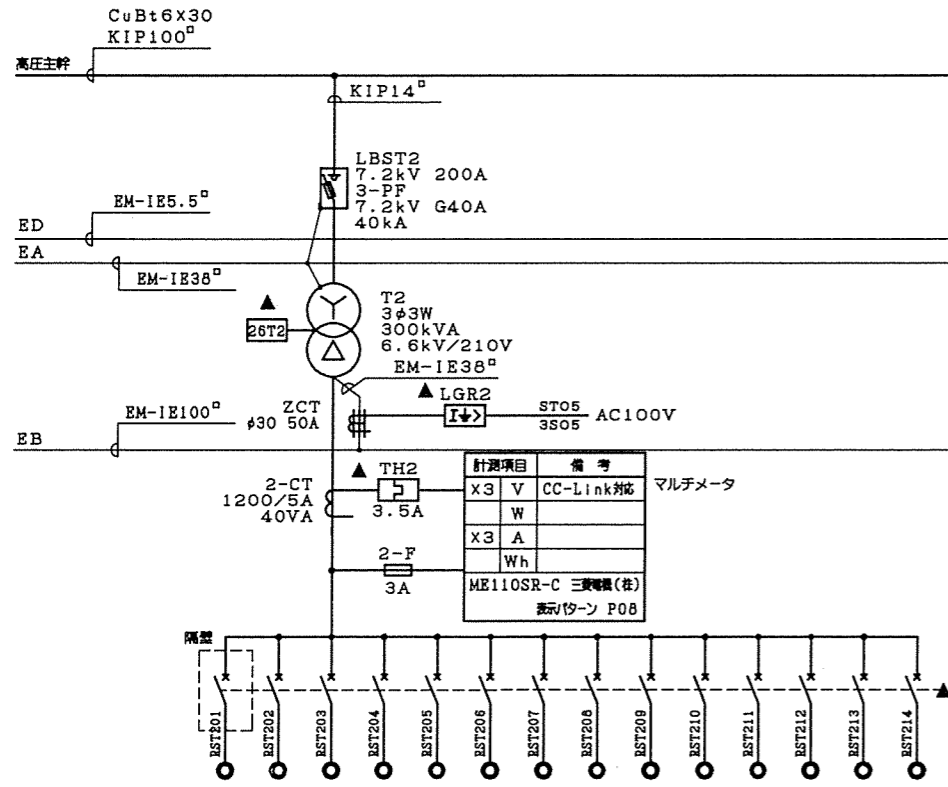 CuBt6×30
KIP100□
高圧主幹
KIP14□
LBST2
7.2kV 200A
3-PF
7.2kV G40A
40kA
EM-IE5.5□
ED
EA
EM-IE38□
T2
3φ3W
300kVA
6.6kV/210V
26T2
EM-IE38□
LGR2
I⏚>
ST05
3S05
AC100V
ZCT
φ30 50A
EM-IE100□
EB
2-CT
1200/5A
40VA
TH2
3.5A
計測項目 備考
×3 V CC-Link対応
W
×3 A
Wh
ME110SR-C 三菱電機(株)
表示パターン P08
マルチメータ
2-F
3A
隔壁
RST201
RST202
RST203
RST204
RST205
RST206
RST207
RST208
RST209
RST210
RST211
RST212
RST213
RST214